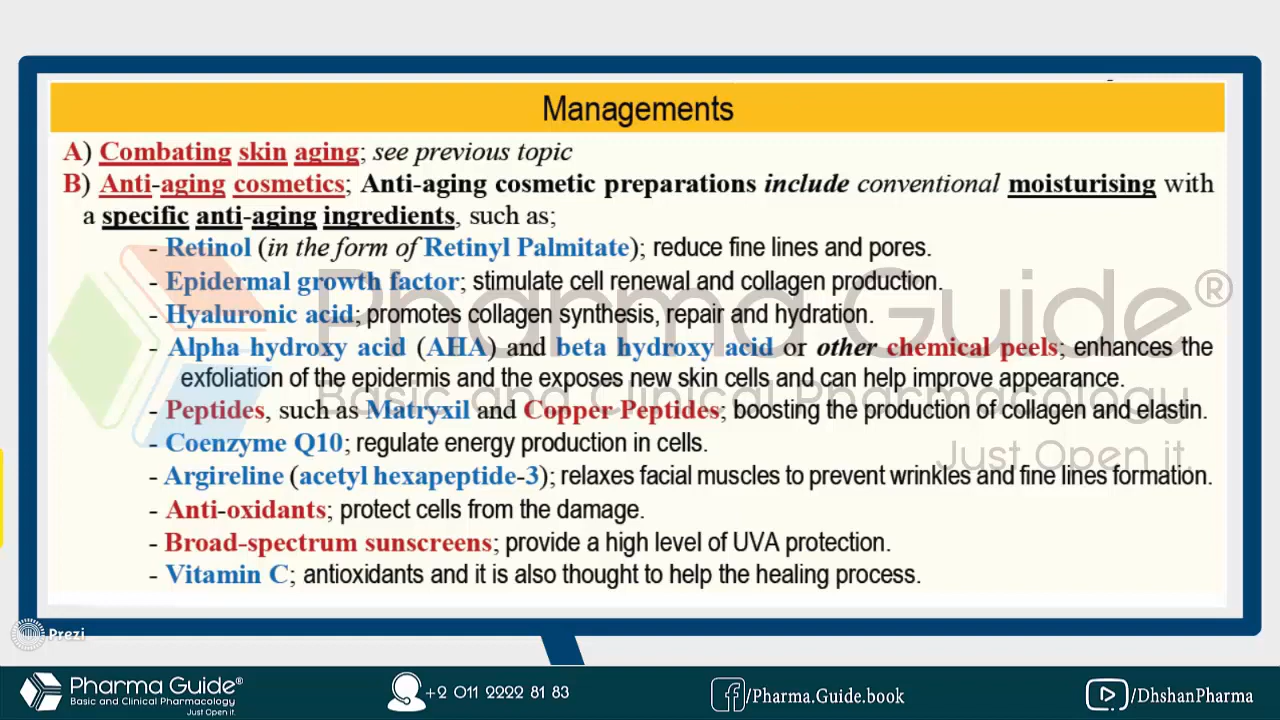 Managements
A) Combating skin aging; see previous topic
B) Anti-aging cosmetics; Anti-aging cosmetic preparations include conventional moisturising with
a specific anti-aging ingredients, such as;
- Retinol (in the form of Retinyl Palmitate); reduce fine lines and pores.
- Epidermal growth factor; stimulate cell renewal and collagen production.
- Hyaluronic acid; promotes collagen synthesis, repair and hydration.
- Alpha hydroxy acid (AHA) and beta hydroxy acid or other chemical peels; enhances the
exfoliation of the epidermis and the exposes new skin cells and can help improve appearance.
- Peptides, such as Matryxil and Copper-Peptides; boosting the production of collagen and elastin.
- Coenzyme Q10; regulate energy production in cells.
- Argireline (acetyl hexapeptide-3); relaxes facial muscles to prevent wrinkles and fine lines formation.
- Anti-oxidants; protect cells from the damage.
- Broad-spectrum sunscreens; provide a high level of UVA protection.
- Vitamin C; antioxidants and it is also thought to help the healing process.
Pharma Guide®
Basic and Clinical Pharmacology
Just Open it
Prezi
Pharma Guide®
Basic and Clinical Pharmacology
Just Open it.
+2 011 2222 81 83
/Pharma.Guide.book
/DhshanPharma